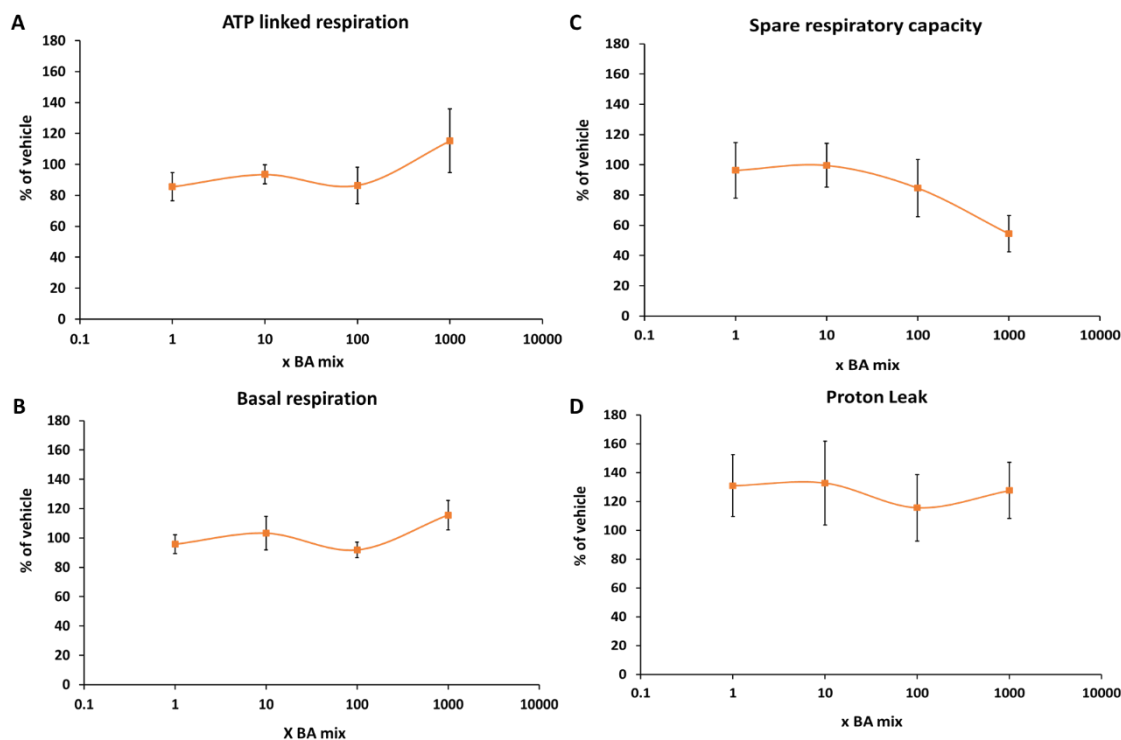 A
ATP linked respiration
% of vehicle
180
160
140
120
100
80
60
40
20
0
0.1 1 10 100 1000 10000
x BA mix
C
Spare respiratory capacity
% of vehicle
180
160
140
120
100
80
60
40
20
0
0.1 1 10 100 1000 10000
x BA mix
B
Basal respiration
% of vehicle
180
160
140
120
100
80
60
40
20
0
0.1 1 10 100 1000 10000
X BA mix
D
Proton Leak
% of vehicle
180
160
140
120
100
80
60
40
20
0
0.1 1 10 100 1000 10000
x BA mix